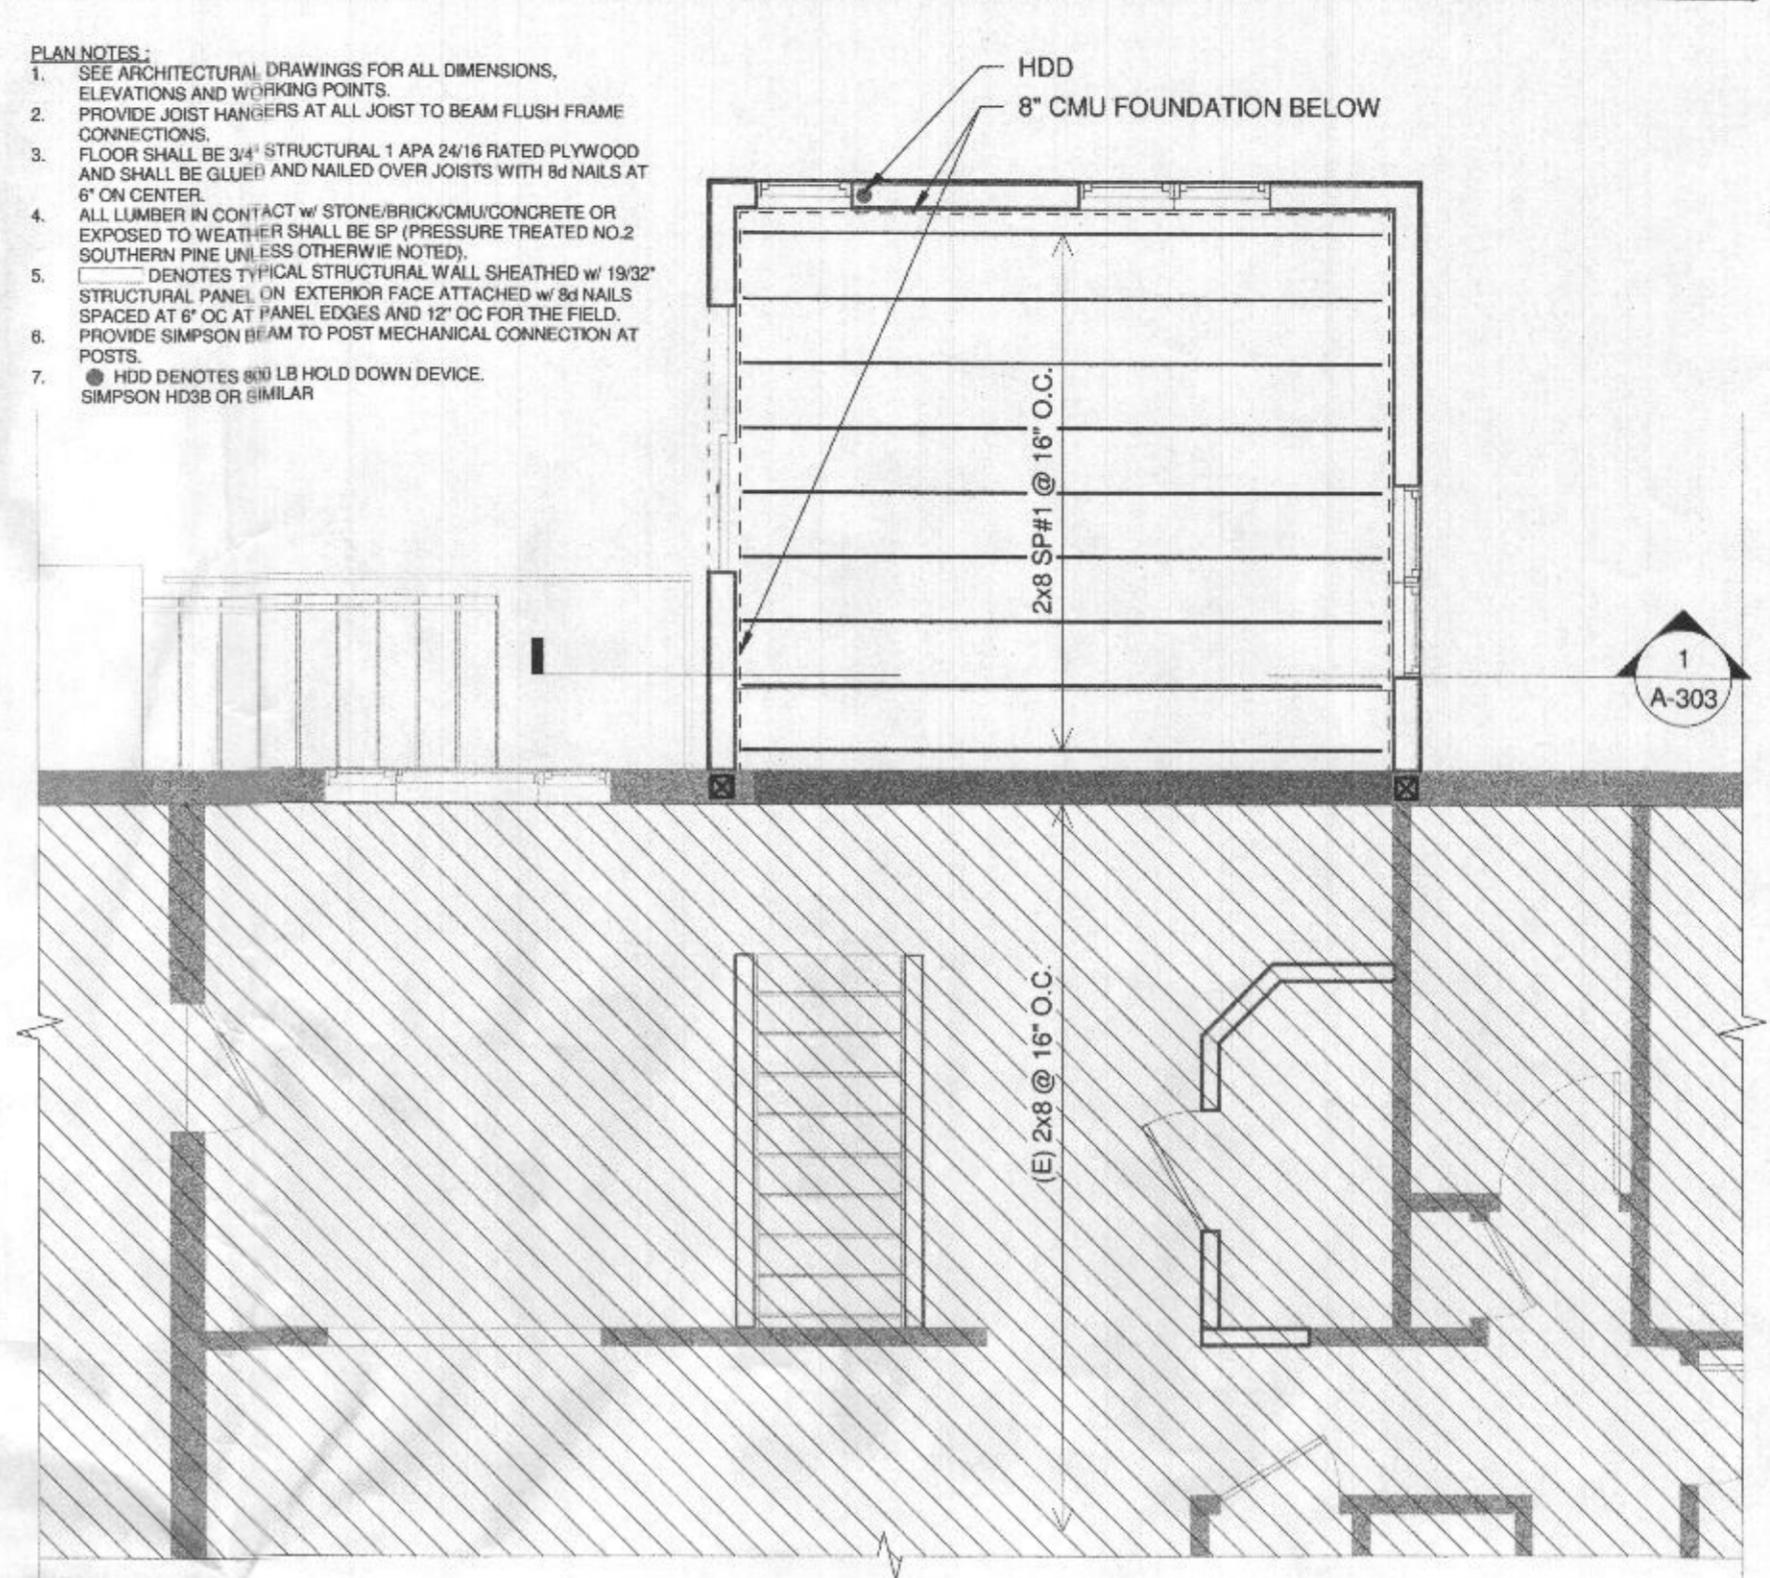 PLAN NOTES :
1. SEE ARCHITECTURAL DRAWINGS FOR ALL DIMENSIONS,
ELEVATIONS AND WORKING POINTS.
2. PROVIDE JOIST HANGERS AT ALL JOIST TO BEAM FLUSH FRAME
CONNECTIONS.
3. FLOOR SHALL BE 3/4" STRUCTURAL 1 APA 24/16 RATED PLYWOOD
AND SHALL BE GLUED AND NAILED OVER JOISTS WITH 8d NAILS AT
6" ON CENTER.
4. ALL LUMBER IN CONTACT w/ STONE/BRICK/CMU/CONCRETE OR
EXPOSED TO WEATHER SHALL BE SP (PRESSURE TREATED NO.2
SOUTHERN PINE UNLESS OTHERWIE NOTED).
5. DENOTES TYPICAL STRUCTURAL WALL SHEATHED w/ 19/32"
STRUCTURAL PANEL ON EXTERIOR FACE ATTACHED w/ 8d NAILS
SPACED AT 6" OC AT PANEL EDGES AND 12" OC FOR THE FIELD.
6. PROVIDE SIMPSON BEAM TO POST MECHANICAL CONNECTION AT
POSTS.
7. HDD DENOTES 800 LB HOLD DOWN DEVICE.
SIMPSON HD3B OR SIMILAR
HDD
8" CMU FOUNDATION BELOW
2x8 SP#1 @ 16" O.C.
1
A-303
(E) 2x8 @ 16" O.C.